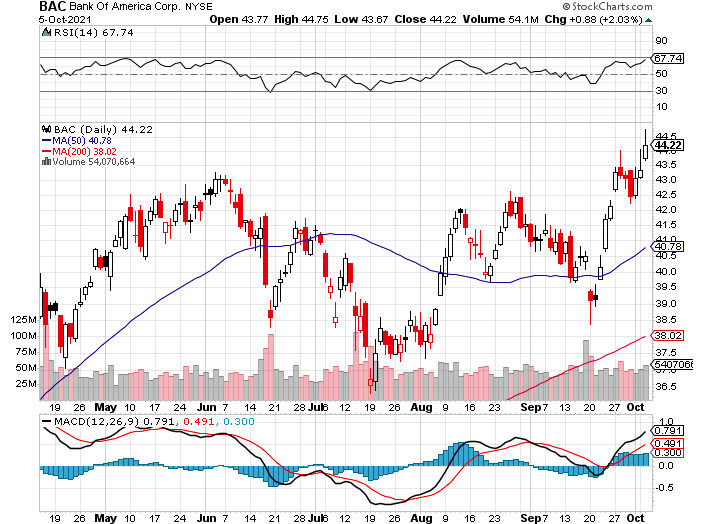 BAC Bank Of America Corp. NYSE © StockCharts.com
5-Oct-2021 Open 43.77 High 44.75 Low 43.67 Close 44.22 Volume 54.1M Chg +0.88 (+2.03%)
RSI(14) 67.74
90
67.74
50
30
10
BAC (Daily) 44.22
MA(50) 40.78
MA(200) 38.02
Volume 54,070,664
44.5
44.22
43.5
43.0
42.5
42.0
41.5
41.0
40.78
40.5
40.0
39.5
39.0
38.5
125M
38.02
100M
37.5
75M
5407066
50M
36.5
25M
19 26 May 10 17 24 Jun 7 14 21 28 Jul 6 12 19 26 Aug 9 16 23 Sep 7 13 20 27 Oct
MACD(12,26,9) 0.791, 0.491, 0.300
1.0
0.791
0.491
0.300
0.0
-0.5
19 26 May 10 17 24 Jun 7 14 21 28 Jul 6 12 19 26 Aug 9 16 23 Sep 7 13 20 27 Oct